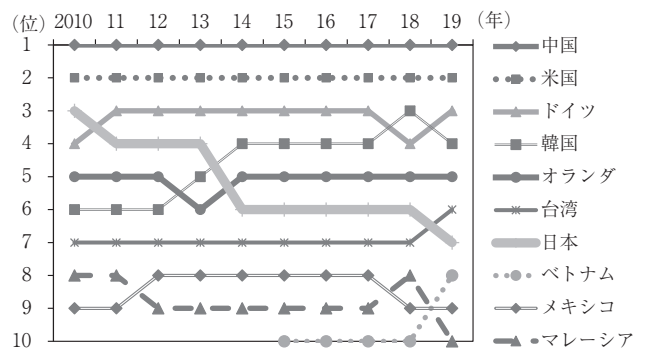 (位) 2010 11 12 13 14 15 16 17 18 19 (年)
1
2
3
4
5
6
7
8
9
10
中国
米国
ドイツ
韓国
オランダ
台湾
日本
ベトナム
メキシコ
マレーシア